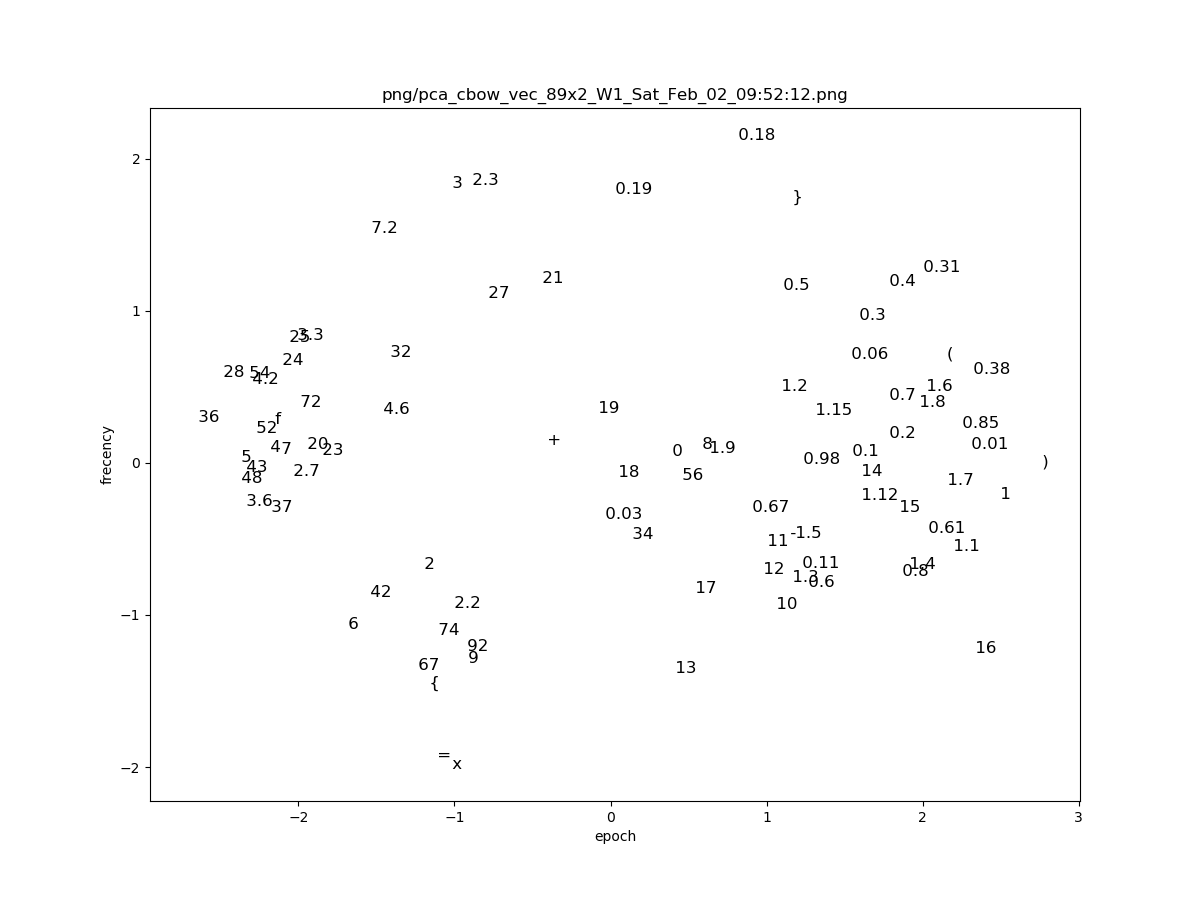 png/pca_cbow_vec_89x2_W1_Sat_Feb_02_09:52:12.png
0.18
2
3 2.3
0.19
}
7.2
0.31
21 0.4
0.5
27
1
0.3
25 3.3
32 0.06 (
24
28 54 0.38
4.2
1.2 1.6
0.7
72 1.8
4.6 19 1.15
36
f 0.85
52
0.2
+
20 8 0.01
47 23 1.9
0 0.1
5 0.98 )
0
43
2.7 18 14
48 56 1.7
1.12 1
3.6
37 0.67 15
0.03
0.61
34 -1.5
11
1.1
2 0.11 1.4
12 0.8
1.3
0.6
17
42
2.2 10
−1
6
74
92 16
9
67 13
{
=
x
−2
−2 −1 0 1 2 3
epoch
frecency